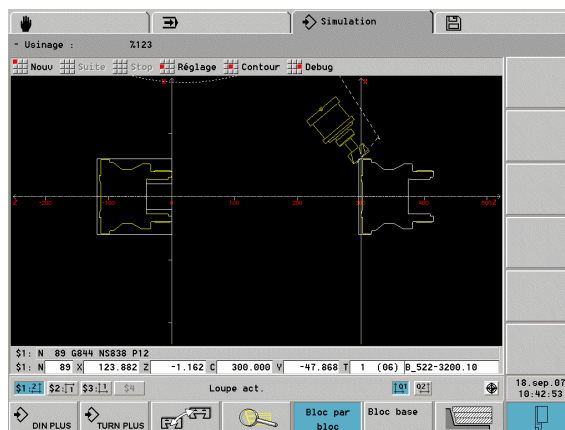 Simulation
- Usinage : %123
Nouv Suite Stop Réglage Contour Debug
X X
Z -200 -100 0 100 200 300 400 500 Z
$1: N 89 G844 NS838 P12
$1: N 89 X 123.882 Z -1.162 C 300.000 Y -47.868 T 1 (06) B_522-3200.10
$1: $2: $3: $4 Loupe act. Q1 Q2 18.sep.07
10:42:53
DIN PLUS TURN PLUS Bloc par bloc Bloc base